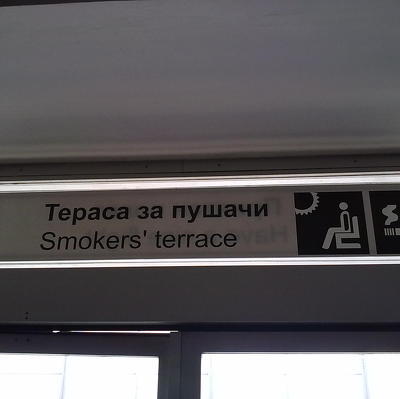 Тераса за пушачи
Smokers' terrace